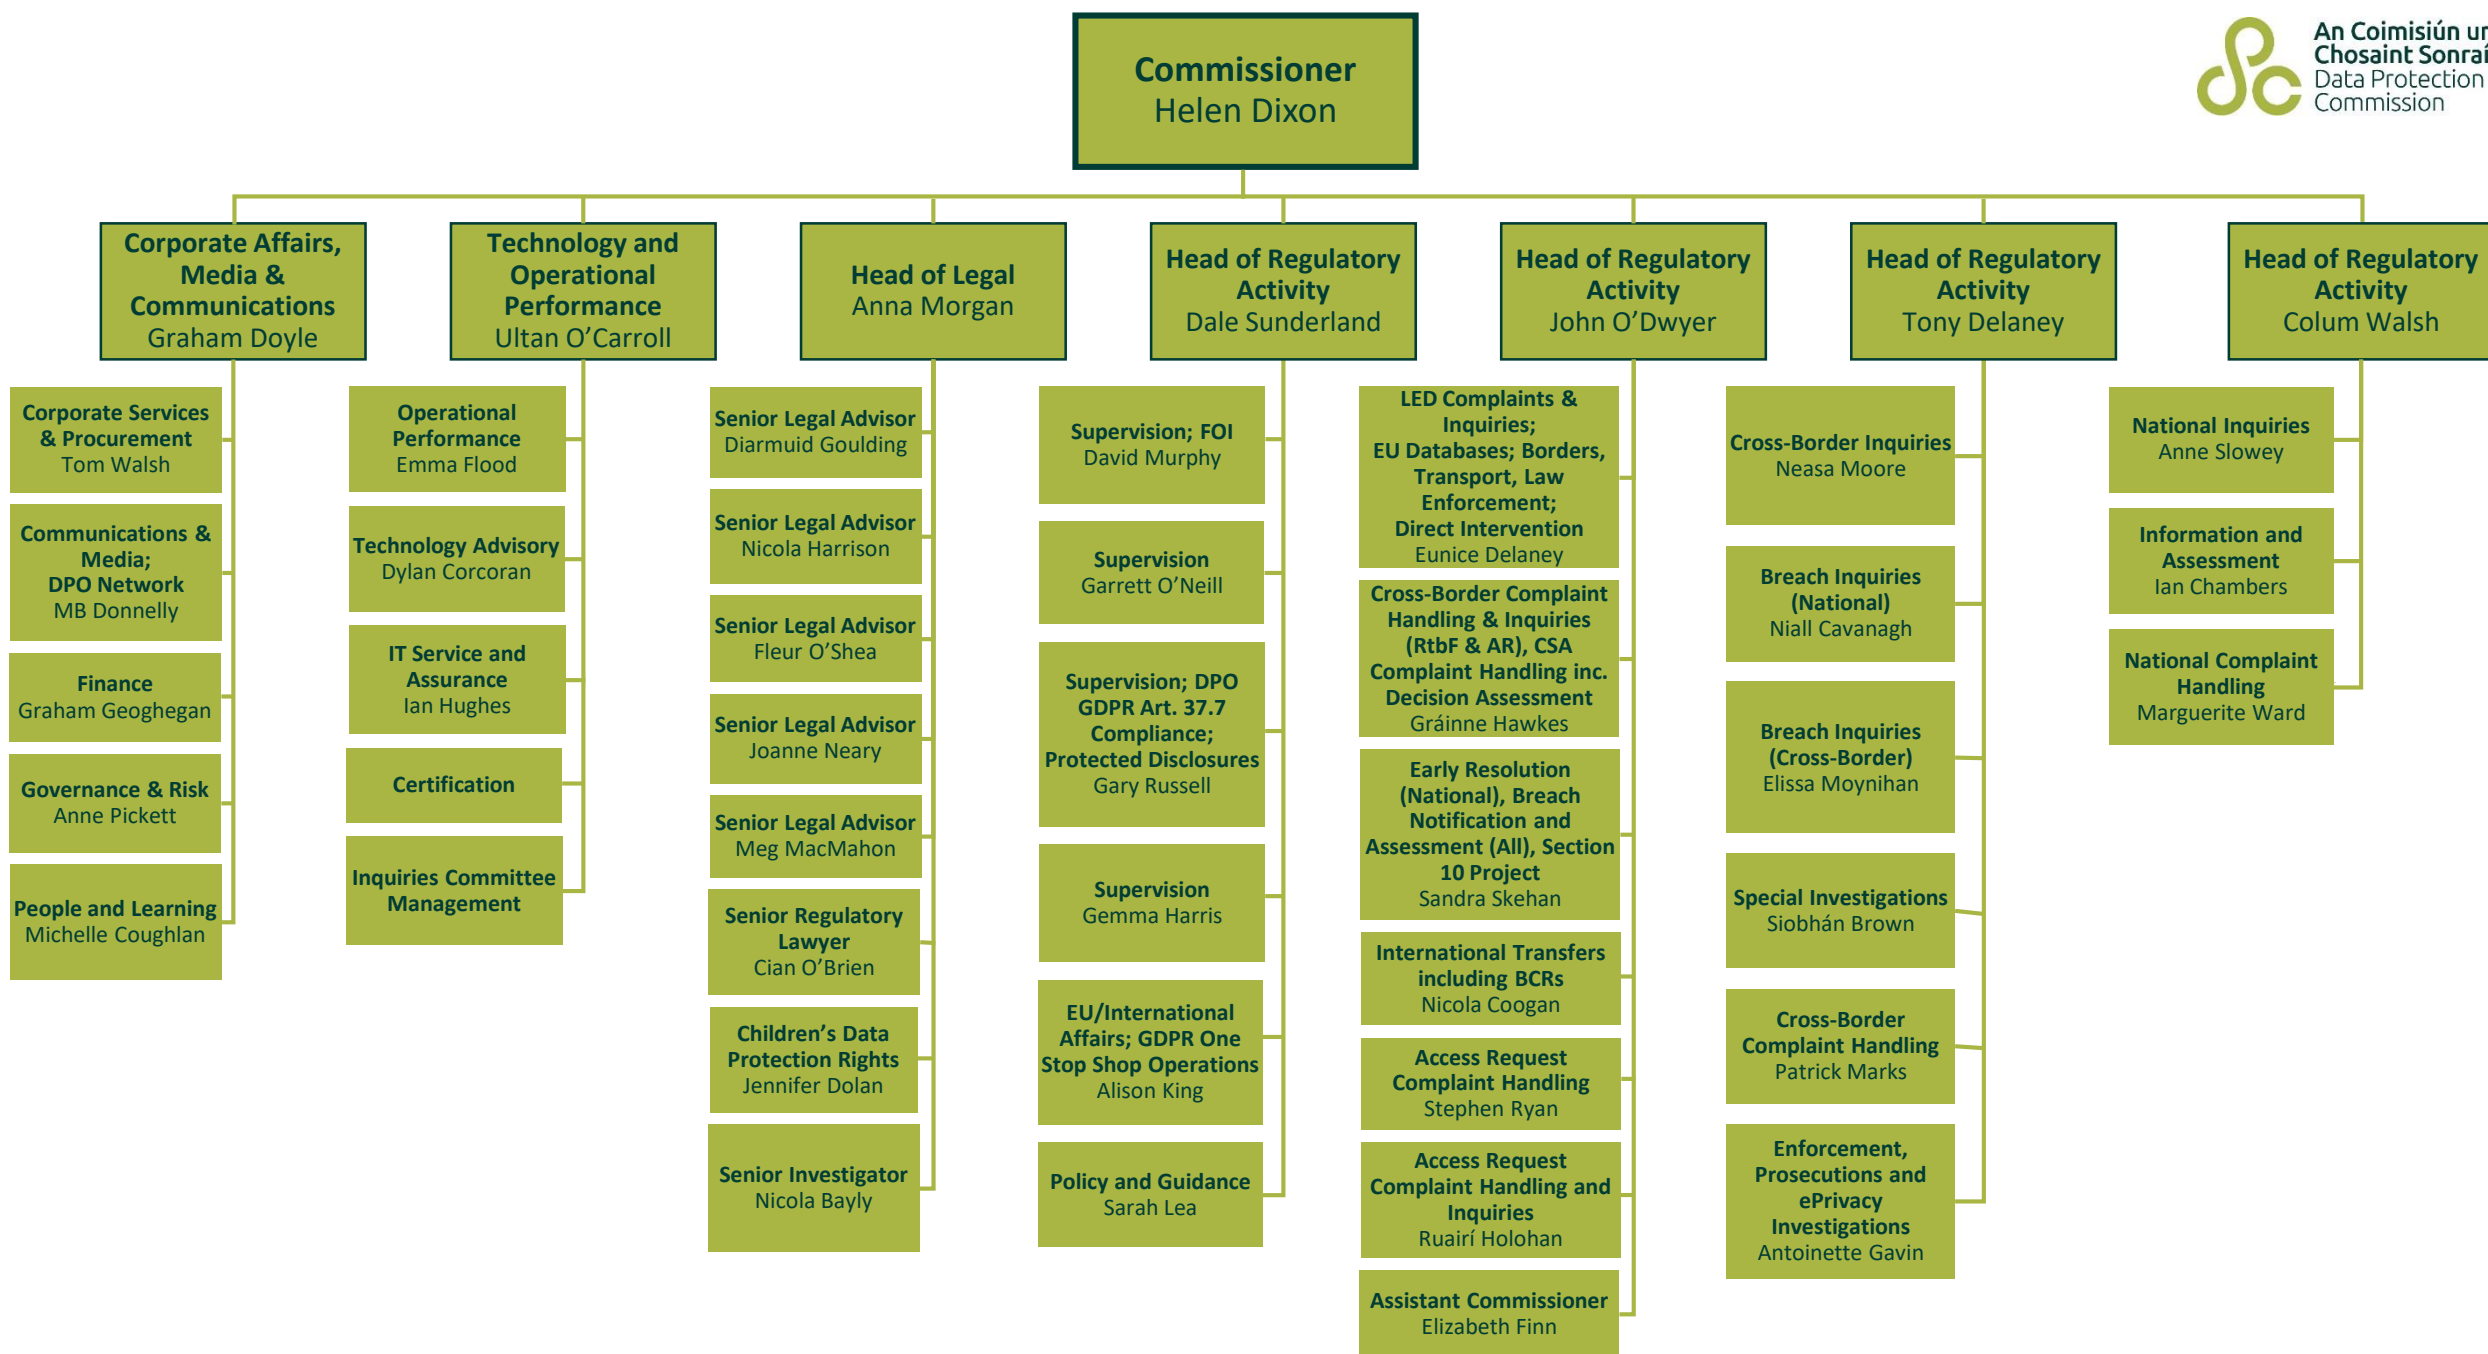 An Coimisiún um
Chosaint Sonraí
Data Protection
Commission
Commissioner
Helen Dixon
Corporate Affairs,
Media &
Communications
Graham Doyle
Technology and
Operational
Performance
Ultan O’Carroll
Head of Legal
Anna Morgan
Head of Regulatory
Activity
Dale Sunderland
Head of Regulatory
Activity
John O’Dwyer
Head of Regulatory
Activity
Tony Delaney
Head of Regulatory
Activity
Colum Walsh
Corporate Services
& Procurement
Tom Walsh
Communications &
Media;
DPO Network
MB Donnelly
Finance
Graham Geoghegan
Governance & Risk
Anne Pickett
People and Learning
Michelle Coughlan
Operational
Performance
Emma Flood
Technology Advisory
Dylan Corcoran
IT Service and
Assurance
Ian Hughes
Certification
Inquiries Committee
Management
Senior Legal Advisor
Diarmuid Goulding
Senior Legal Advisor
Nicola Harrison
Senior Legal Advisor
Fleur O’Shea
Senior Legal Advisor
Joanne Neary
Senior Legal Advisor
Meg MacMahon
Senior Regulatory
Lawyer
Cian O’Brien
Children’s Data
Protection Rights
Jennifer Dolan
Senior Investigator
Nicola Bayly
Supervision; FOI
David Murphy
Supervision
Garrett O’Neill
Supervision; DPO
GDPR Art. 37.7
Compliance;
Protected Disclosures
Gary Russell
Supervision
Gemma Harris
EU/International
Affairs; GDPR One
Stop Shop Operations
Alison King
Policy and Guidance
Sarah Lea
LED Complaints &
Inquiries;
EU Databases; Borders,
Transport, Law
Enforcement;
Direct Intervention
Eunice Delaney
Cross-Border Complaint
Handling & Inquiries
(RtbF & AR), CSA
Complaint Handling inc.
Decision Assessment
Gráinne Hawkes
Early Resolution
(National), Breach
Notification and
Assessment (All), Section
10 Project
Sandra Skehan
International Transfers
including BCRs
Nicola Coogan
Access Request
Complaint Handling
Stephen Ryan
Access Request
Complaint Handling and
Inquiries
Ruairí Holohan
Assistant Commissioner
Elizabeth Finn
Cross-Border Inquiries
Neasa Moore
Breach Inquiries
(National)
Niall Cavanagh
Breach Inquiries
(Cross-Border)
Elissa Moynihan
Special Investigations
Siobhán Brown
Cross-Border
Complaint Handling
Patrick Marks
Enforcement,
Prosecutions and
ePrivacy
Investigations
Antoinette Gavin
National Inquiries
Anne Slowey
Information and
Assessment
Ian Chambers
National Complaint
Handling
Marguerite Ward